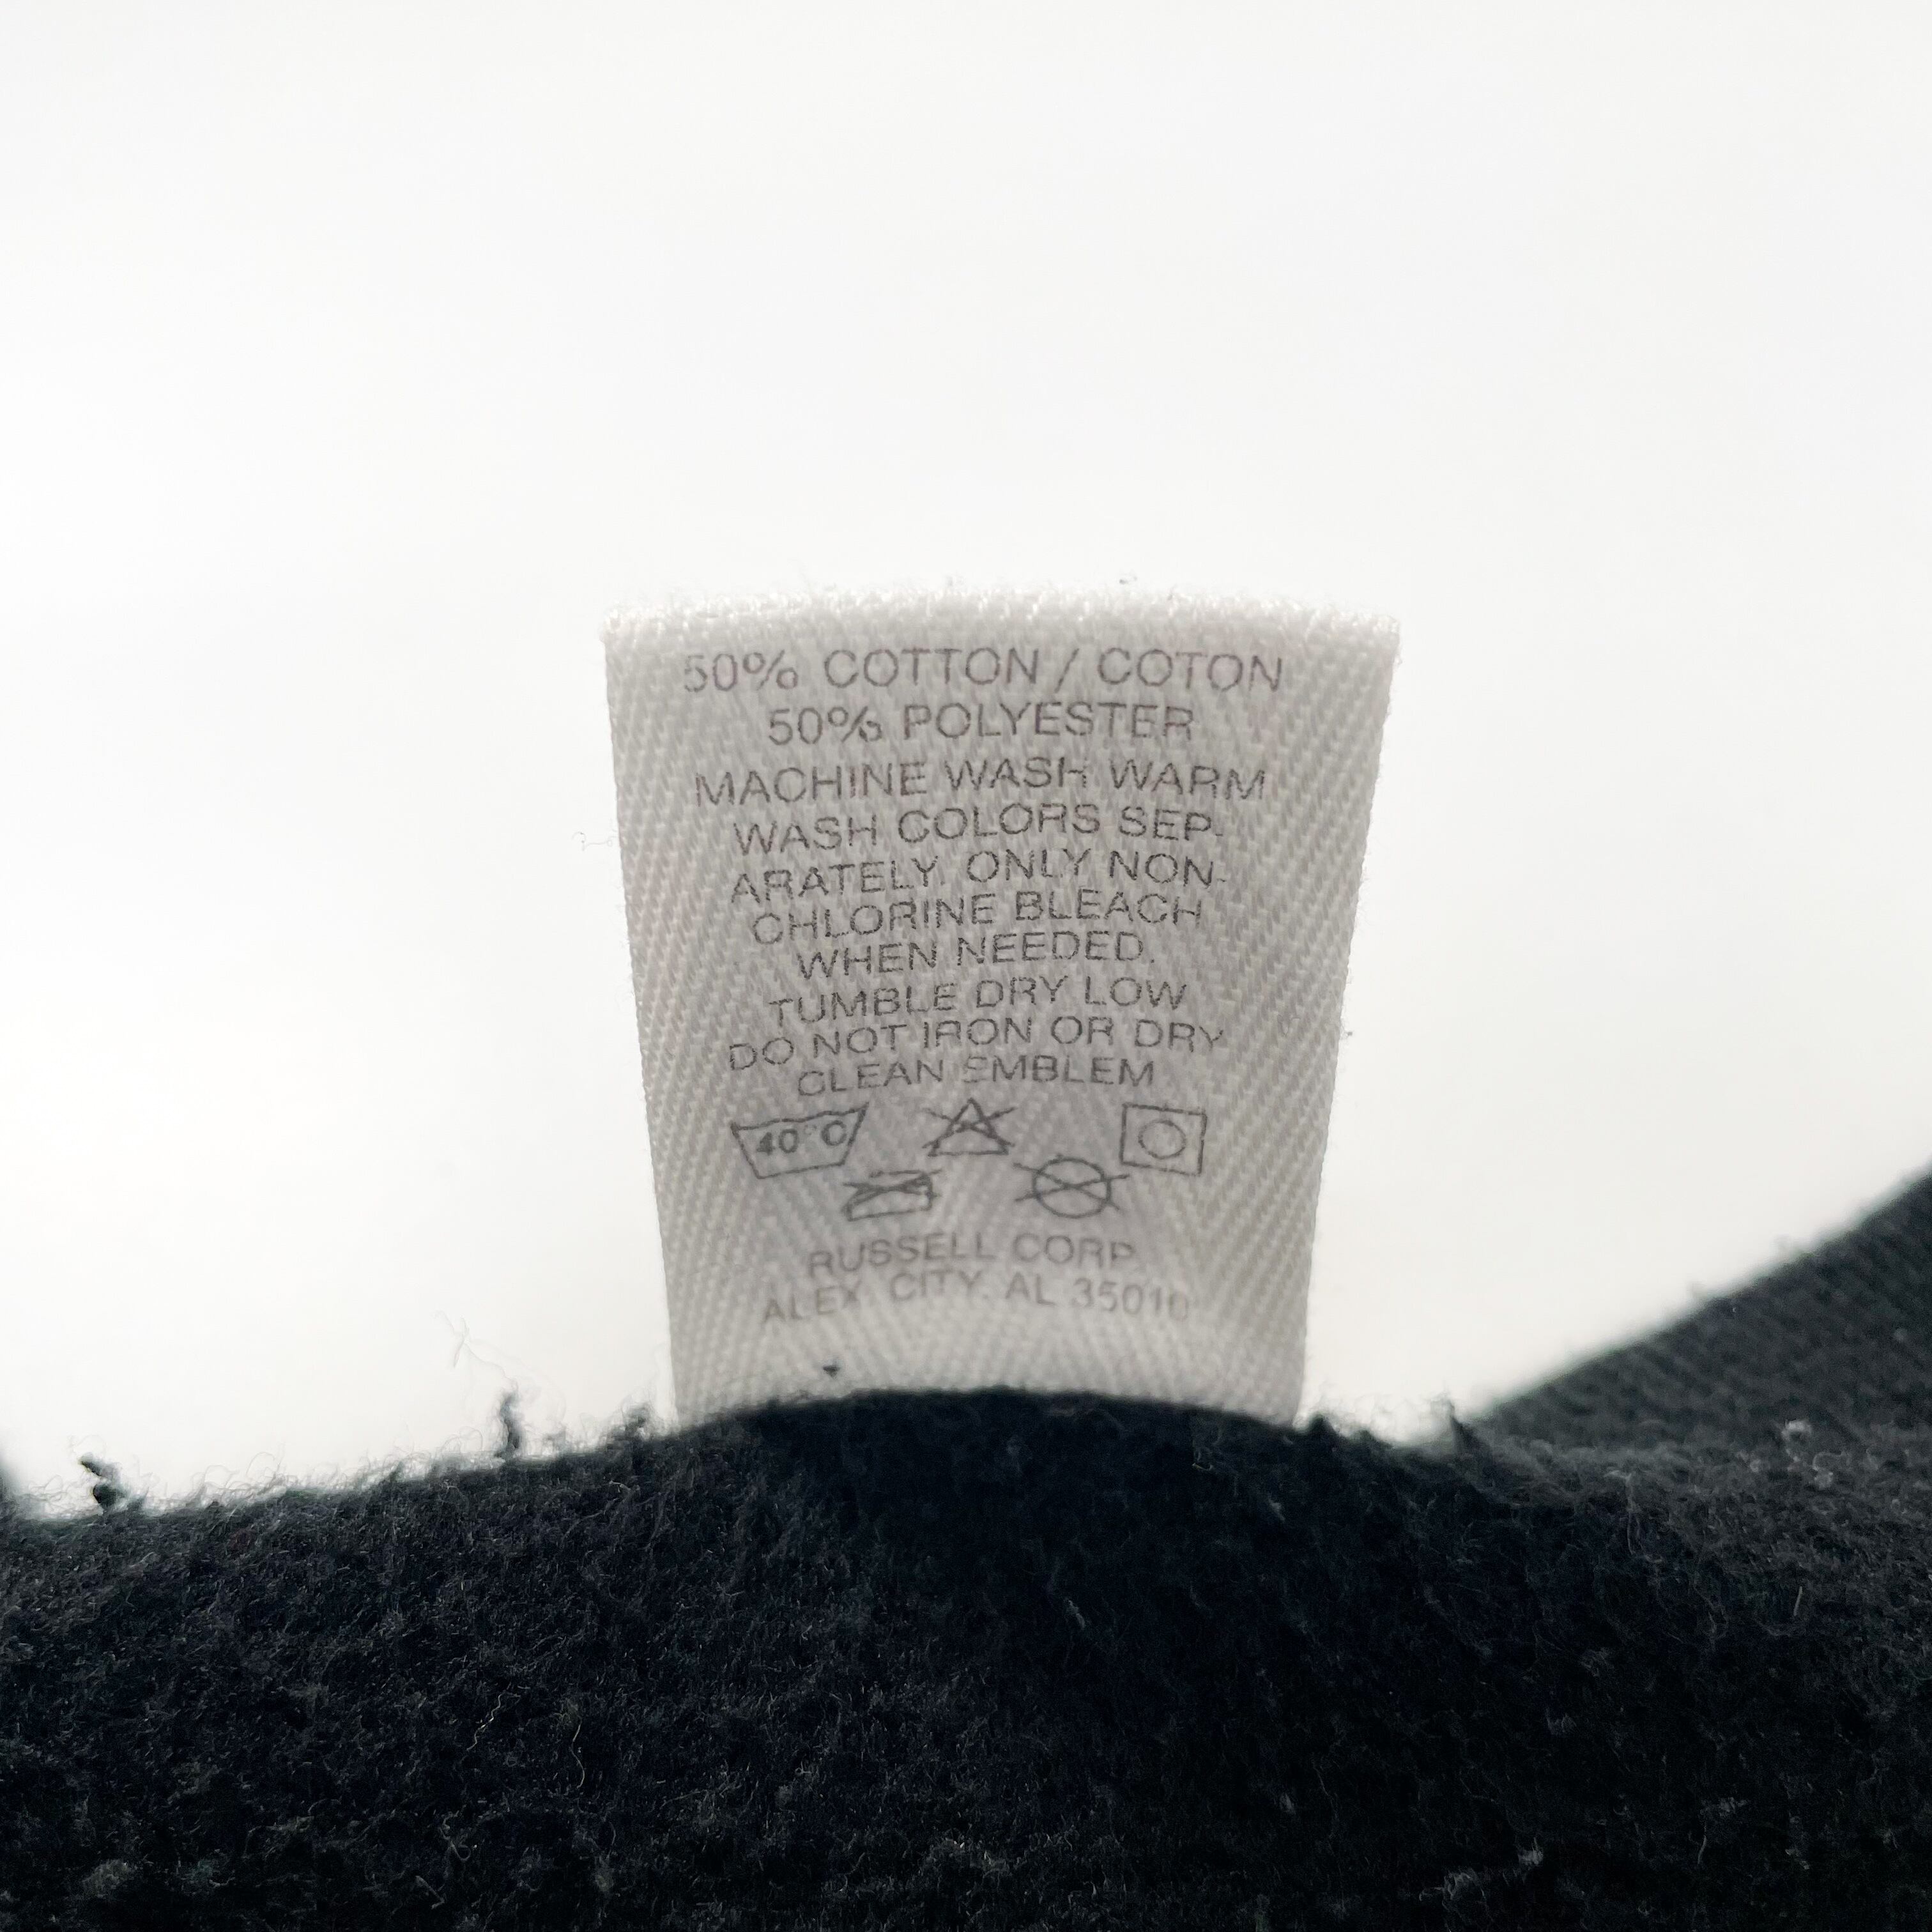 50% COTTON / COTON
50% POLYESTER
MACHINE WASH WARM
WASH COLORS SEP-
ARATELY. ONLY NON-
CHLORINE BLEACH
WHEN NEEDED.
TUMBLE DRY LOW
DO NOT IRON OR DRY
CLEAN EMBLEM
40°C
RUSSELL CORP.
ALEX. CITY, AL 35010